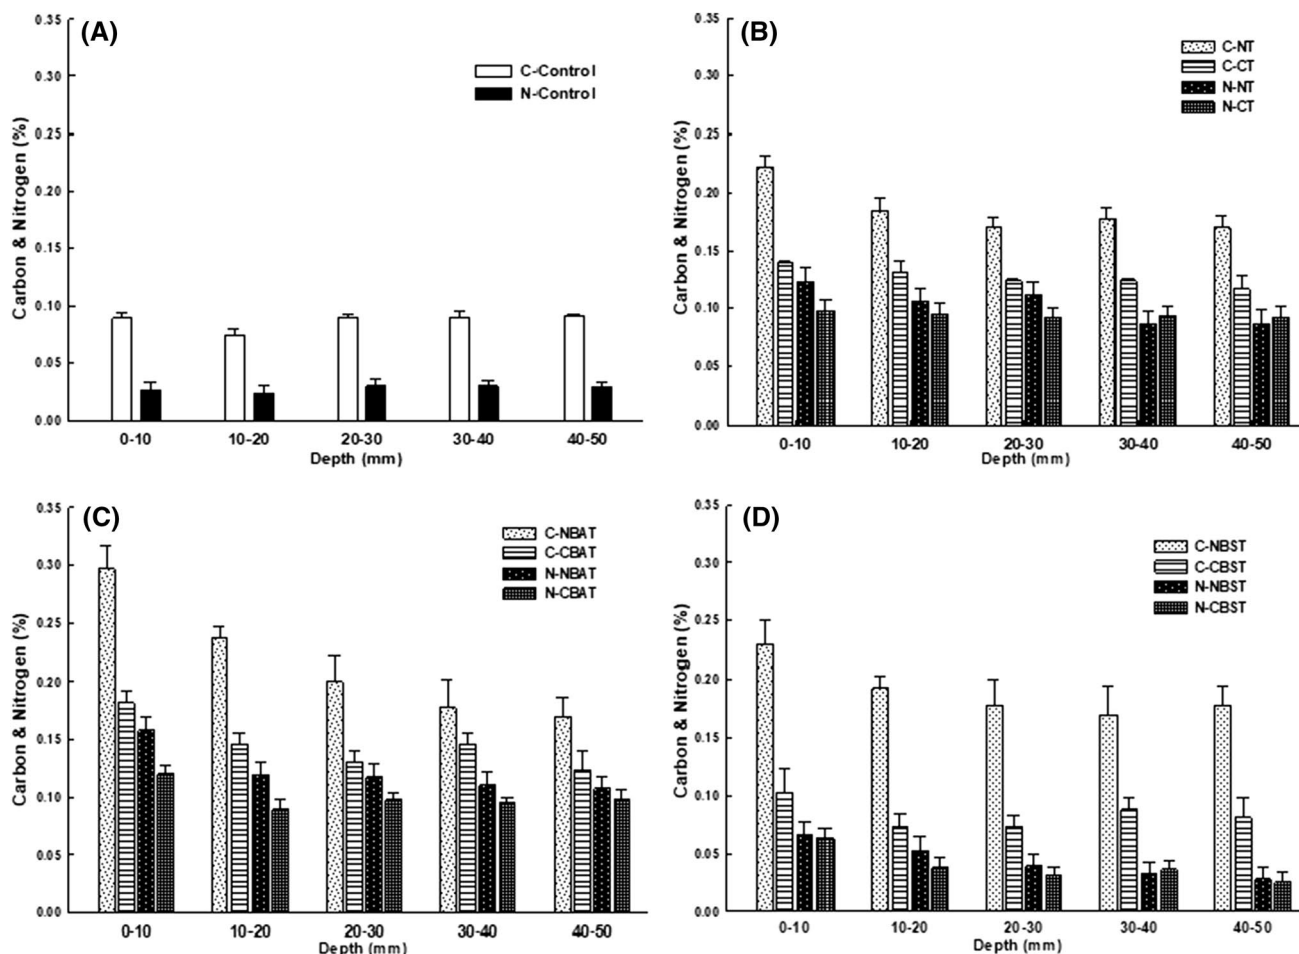 (A)
Carbon & Nitrogen (%)
0.35
0.30
0.25
0.20
0.15
0.10
0.05
0.00
C-Control
N-Control
0-10 10-20 20-30 30-40 40-50
Depth (mm)
(B)
Carbon & Nitrogen (%)
0.35
0.30
0.25
0.20
0.15
0.10
0.05
0.00
C-NT
C-CT
N-NT
N-CT
0-10 10-20 20-30 30-40 40-50
Depth (mm)
(C)
Carbon & Nitrogen (%)
0.35
0.30
0.25
0.20
0.15
0.10
0.05
0.00
C-NBAT
C-CBAT
N-NBAT
N-CBAT
0-10 10-20 20-30 30-40 40-50
Depth (mm)
(D)
Carbon & Nitrogen (%)
0.35
0.30
0.25
0.20
0.15
0.10
0.05
0.00
C-NBST
C-CBST
N-NBST
N-CBST
0-10 10-20 20-30 30-40 40-50
Depth (mm)